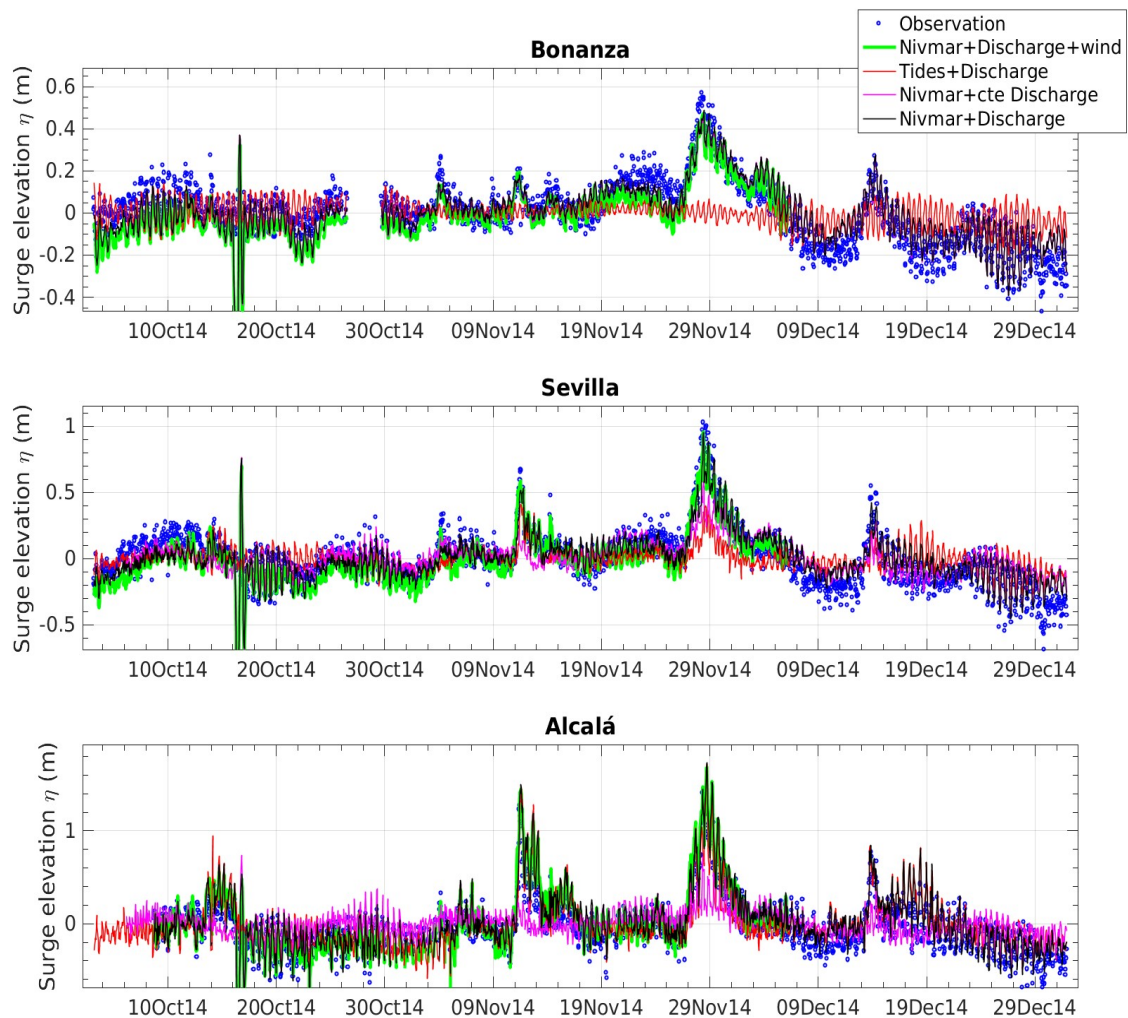 Observation
Nivmar+Discharge+wind
Tides+Discharge
Nivmar+cte Discharge
Nivmar+Discharge
Bonanza
Surge elevation η (m)
0.6
0.4
0.2
0
-0.2
-0.4
10Oct14 20Oct14 30Oct14 09Nov14 19Nov14 29Nov14 09Dec14 19Dec14 29Dec14
Sevilla
Surge elevation η (m)
1
0.5
0
-0.5
10Oct14 20Oct14 30Oct14 09Nov14 19Nov14 29Nov14 09Dec14 19Dec14 29Dec14
Alcalá
Surge elevation η (m)
1
0
10Oct14 20Oct14 30Oct14 09Nov14 19Nov14 29Nov14 09Dec14 19Dec14 29Dec14